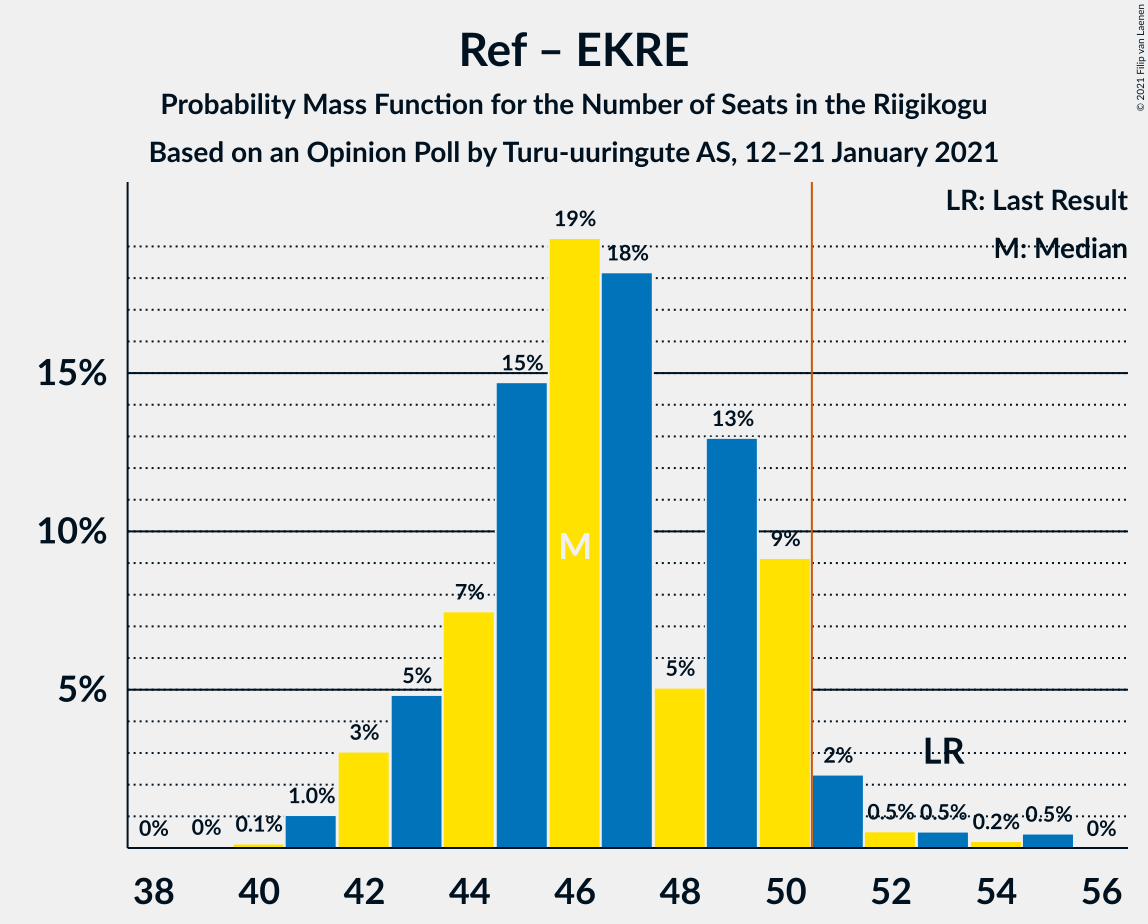 Ref – EKRE
Probability Mass Function for the Number of Seats in the Riigikogu
Based on an Opinion Poll by Turu-uuringute AS, 12–21 January 2021
© 2021 Filip van Laenen
LR: Last Result
M: Median
15%
10%
5%
0%
0%
0.1%
1.0%
3%
5%
7%
15%
19%
18%
5%
13%
9%
2%
0.5%
0.5%
0.2%
0.5%
0%
M
LR
38 40 42 44 46 48 50 52 54 56